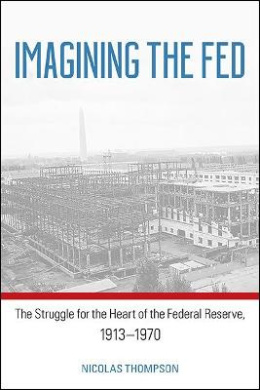 IMAGINING THE FED
The Struggle for the Heart of the Federal Reserve,
1913–1970
NICOLAS THOMPSON